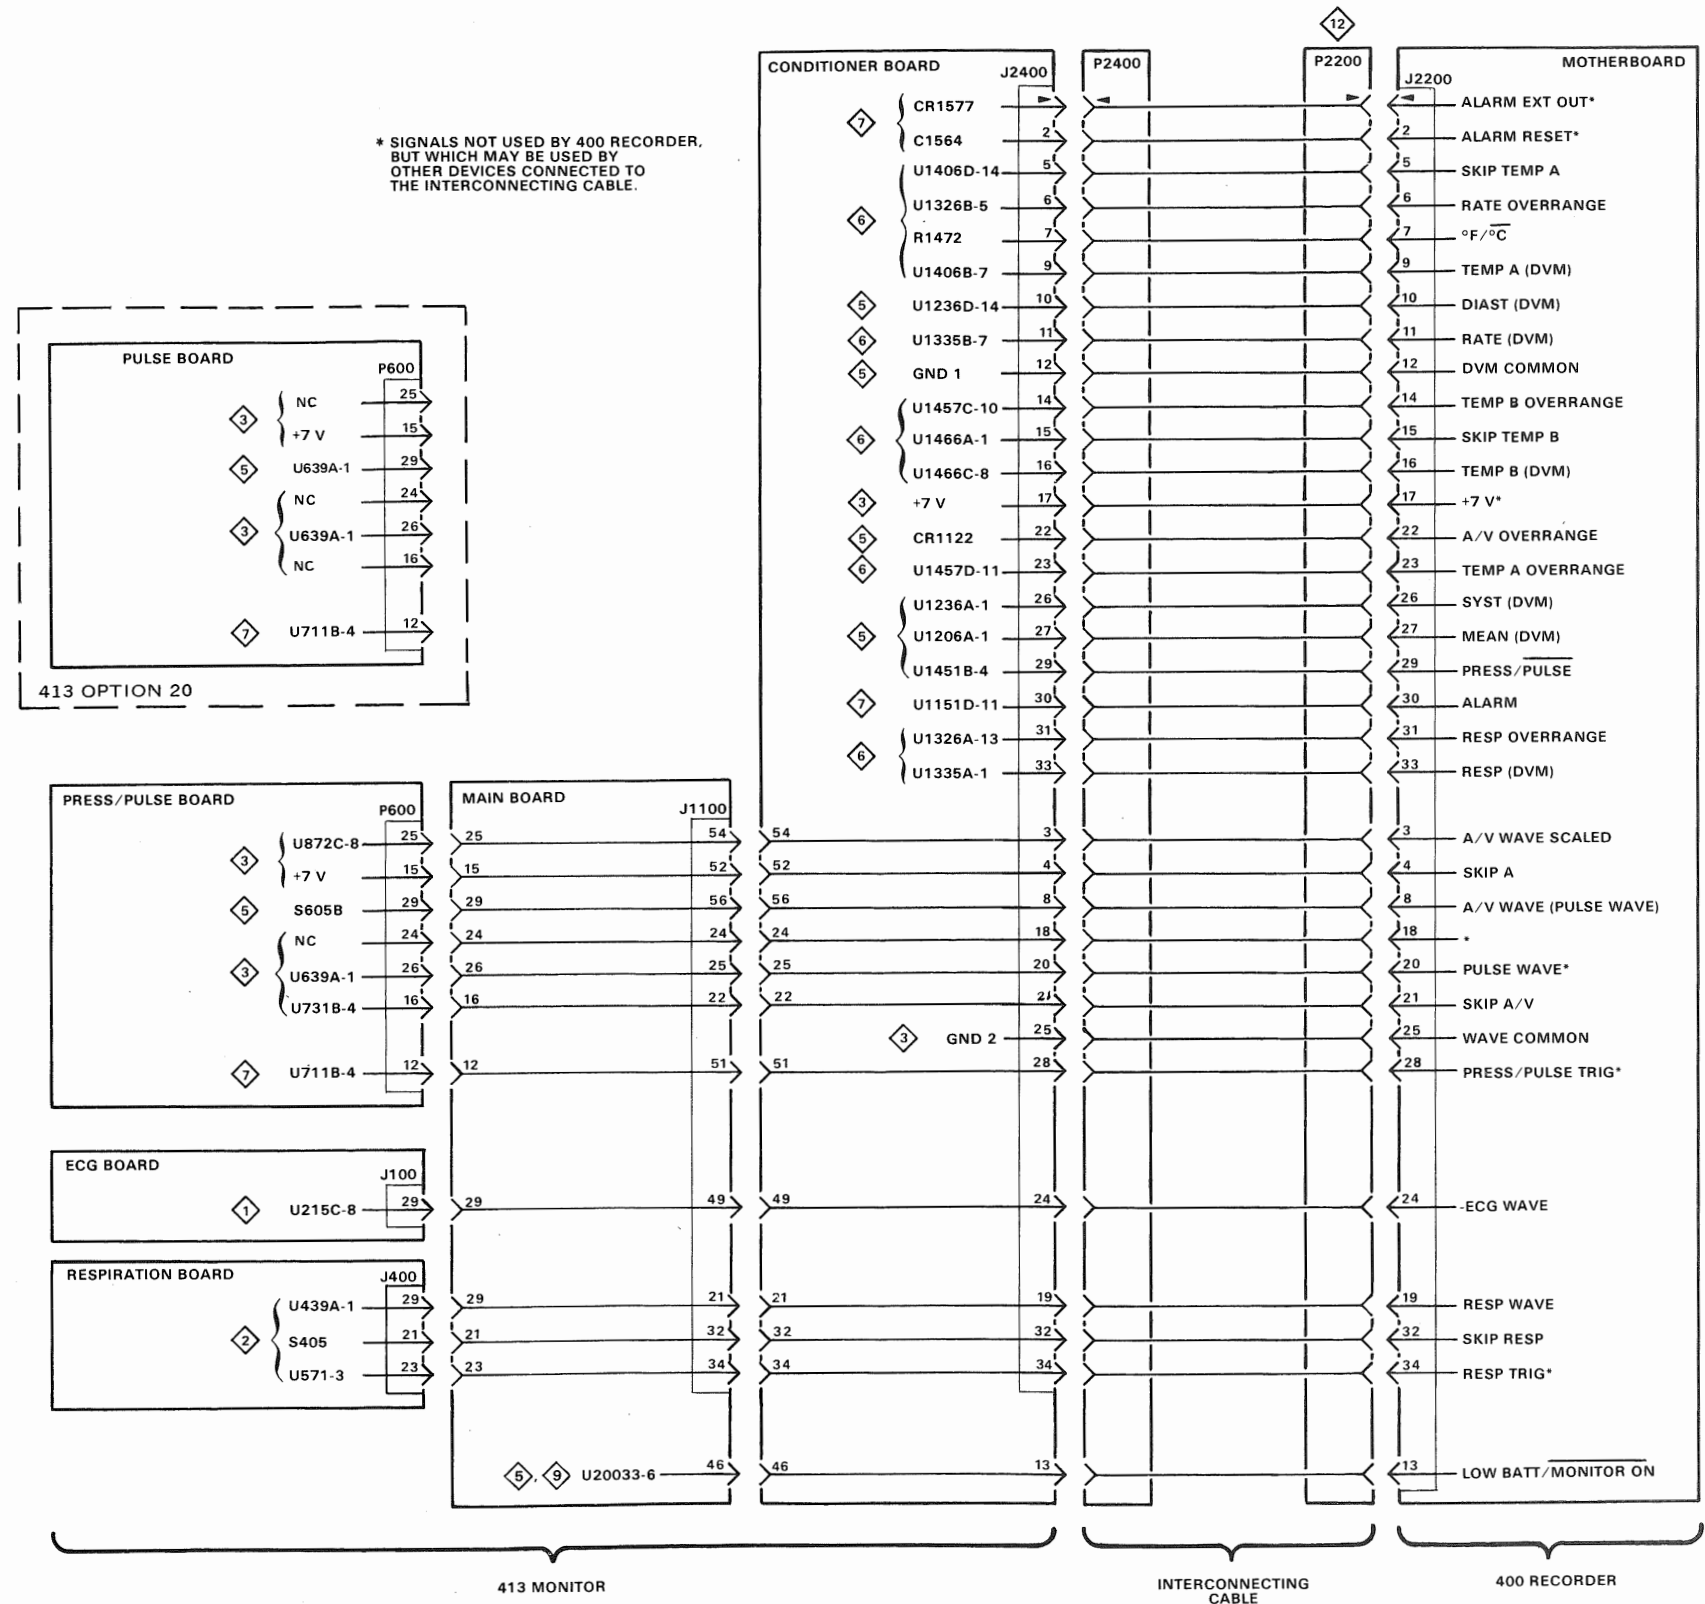 12
CONDITIONER BOARD
J2400
P2400
P2200
J2200
MOTHERBOARD
* SIGNALS NOT USED BY 400 RECORDER,
BUT WHICH MAY BE USED BY
OTHER DEVICES CONNECTED TO
THE INTERCONNECTING CABLE.
7 CR1577 ALARM EXT OUT*
C1564 2 2 ALARM RESET*
6 U1406D-14 5 5 SKIP TEMP A
U1326B-5 6 6 RATE OVERRANGE
R1472 7 7 °F/°C
U1406B-7 9 9 TEMP A (DVM)
5 U1236D-14 10 10 DIAST (DVM)
6 U1335B-7 11 11 RATE (DVM)
5 GND 1 12 12 DVM COMMON
6 U1457C-10 14 14 TEMP B OVERRANGE
U1466A-1 15 15 SKIP TEMP B
U1466C-8 16 16 TEMP B (DVM)
3 +7 V 17 17 +7 V*
5 CR1122 22 22 A/V OVERRANGE
6 U1457D-11 23 23 TEMP A OVERRANGE
5 U1236A-1 26 26 SYST (DVM)
U1206A-1 27 27 MEAN (DVM)
U1451B-4 29 29 PRESS/PULSE
7 U1151D-11 30 30 ALARM
6 U1326A-13 31 31 RESP OVERRANGE
U1335A-1 33 33 RESP (DVM)
PULSE BOARD
P600
3 NC 25
+7 V 15
5 U639A-1 29
3 NC 24
U639A-1 26
NC 16
7 U711B-4 12
413 OPTION 20
PRESS/PULSE BOARD
P600
MAIN BOARD
J1100
3 U872C-8 25 25 54 54 3 3 A/V WAVE SCALED
+7 V 15 15 52 52 4 4 SKIP A
5 S605B 29 29 56 56 8 8 A/V WAVE (PULSE WAVE)
3 NC 24 24 24 24 18 18 *
U639A-1 26 26 25 25 20 20 PULSE WAVE*
U731B-4 16 16 22 22 21 21 SKIP A/V
3 GND 2 25 25 WAVE COMMON
7 U711B-4 12 12 51 51 28 28 PRESS/PULSE TRIG*
ECG BOARD
J100
1 U215C-8 29 29 49 49 24 24 -ECG WAVE
RESPIRATION BOARD
J400
2 U439A-1 29 29 21 21 19 19 RESP WAVE
S405 21 21 32 32 32 32 SKIP RESP
U571-3 23 23 34 34 34 34 RESP TRIG*
5, 9 U20033-6 46 46 13 13 LOW BATT/MONITOR ON
413 MONITOR
INTERCONNECTING
CABLE
400 RECORDER